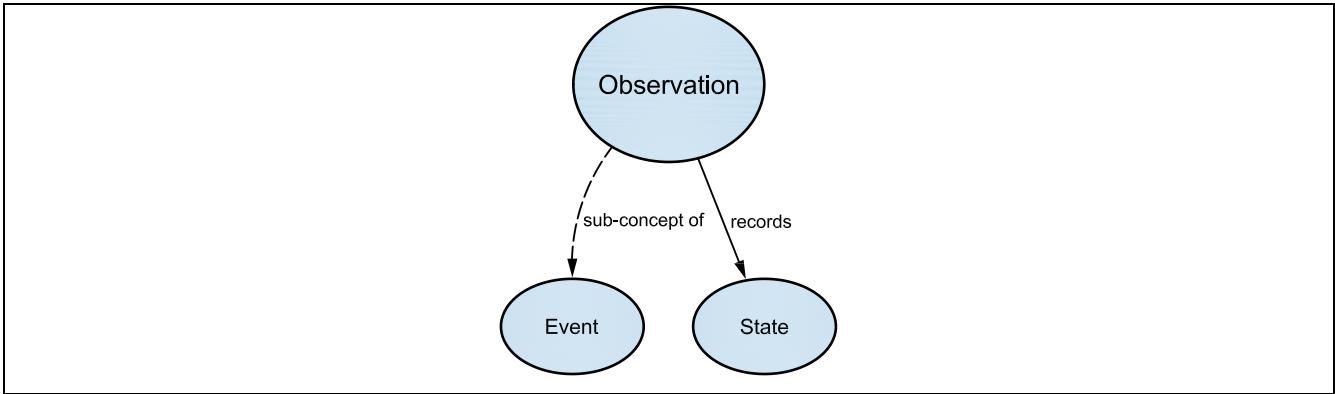 Observation
sub-concept of
records
Event
State